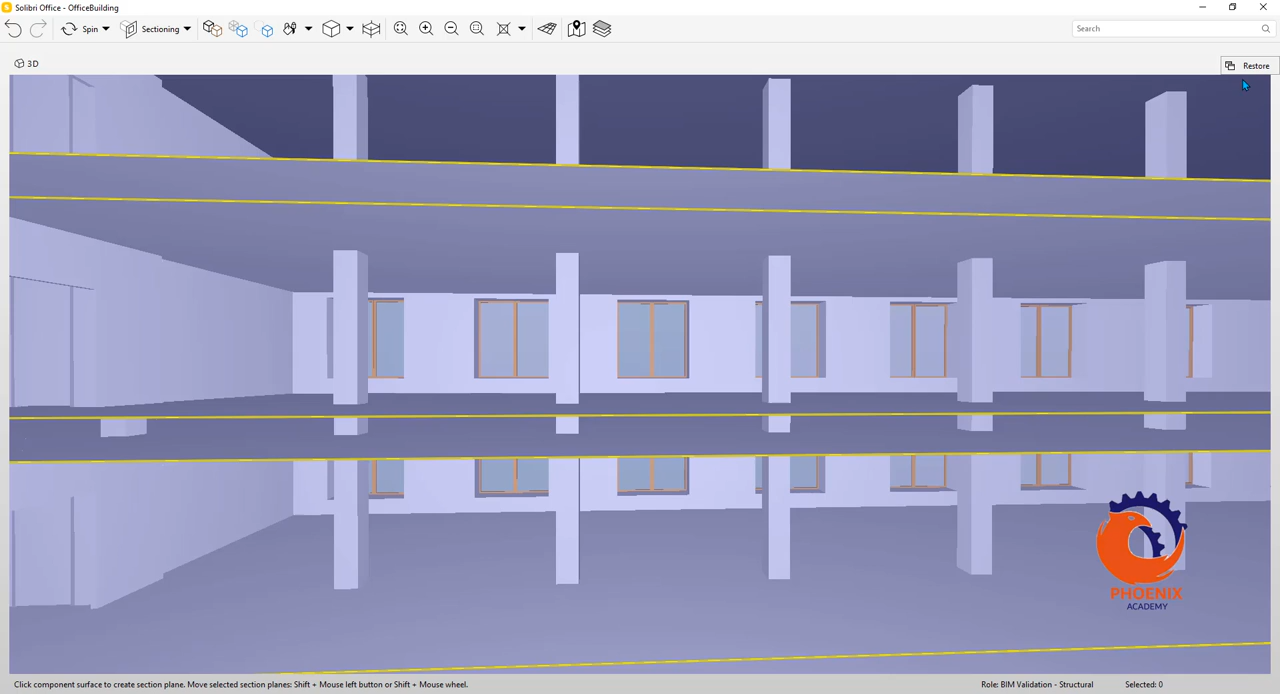 Solibri Office - OfficeBuilding
Spin
Sectioning
Search
3D
Restore
PHOENIX
ACADEMY
Click component surface to create section plane. Move selected section planes: Shift + Mouse left button or Shift + Mouse wheel.
Role: BIM Validation - Structural
Selected: 0